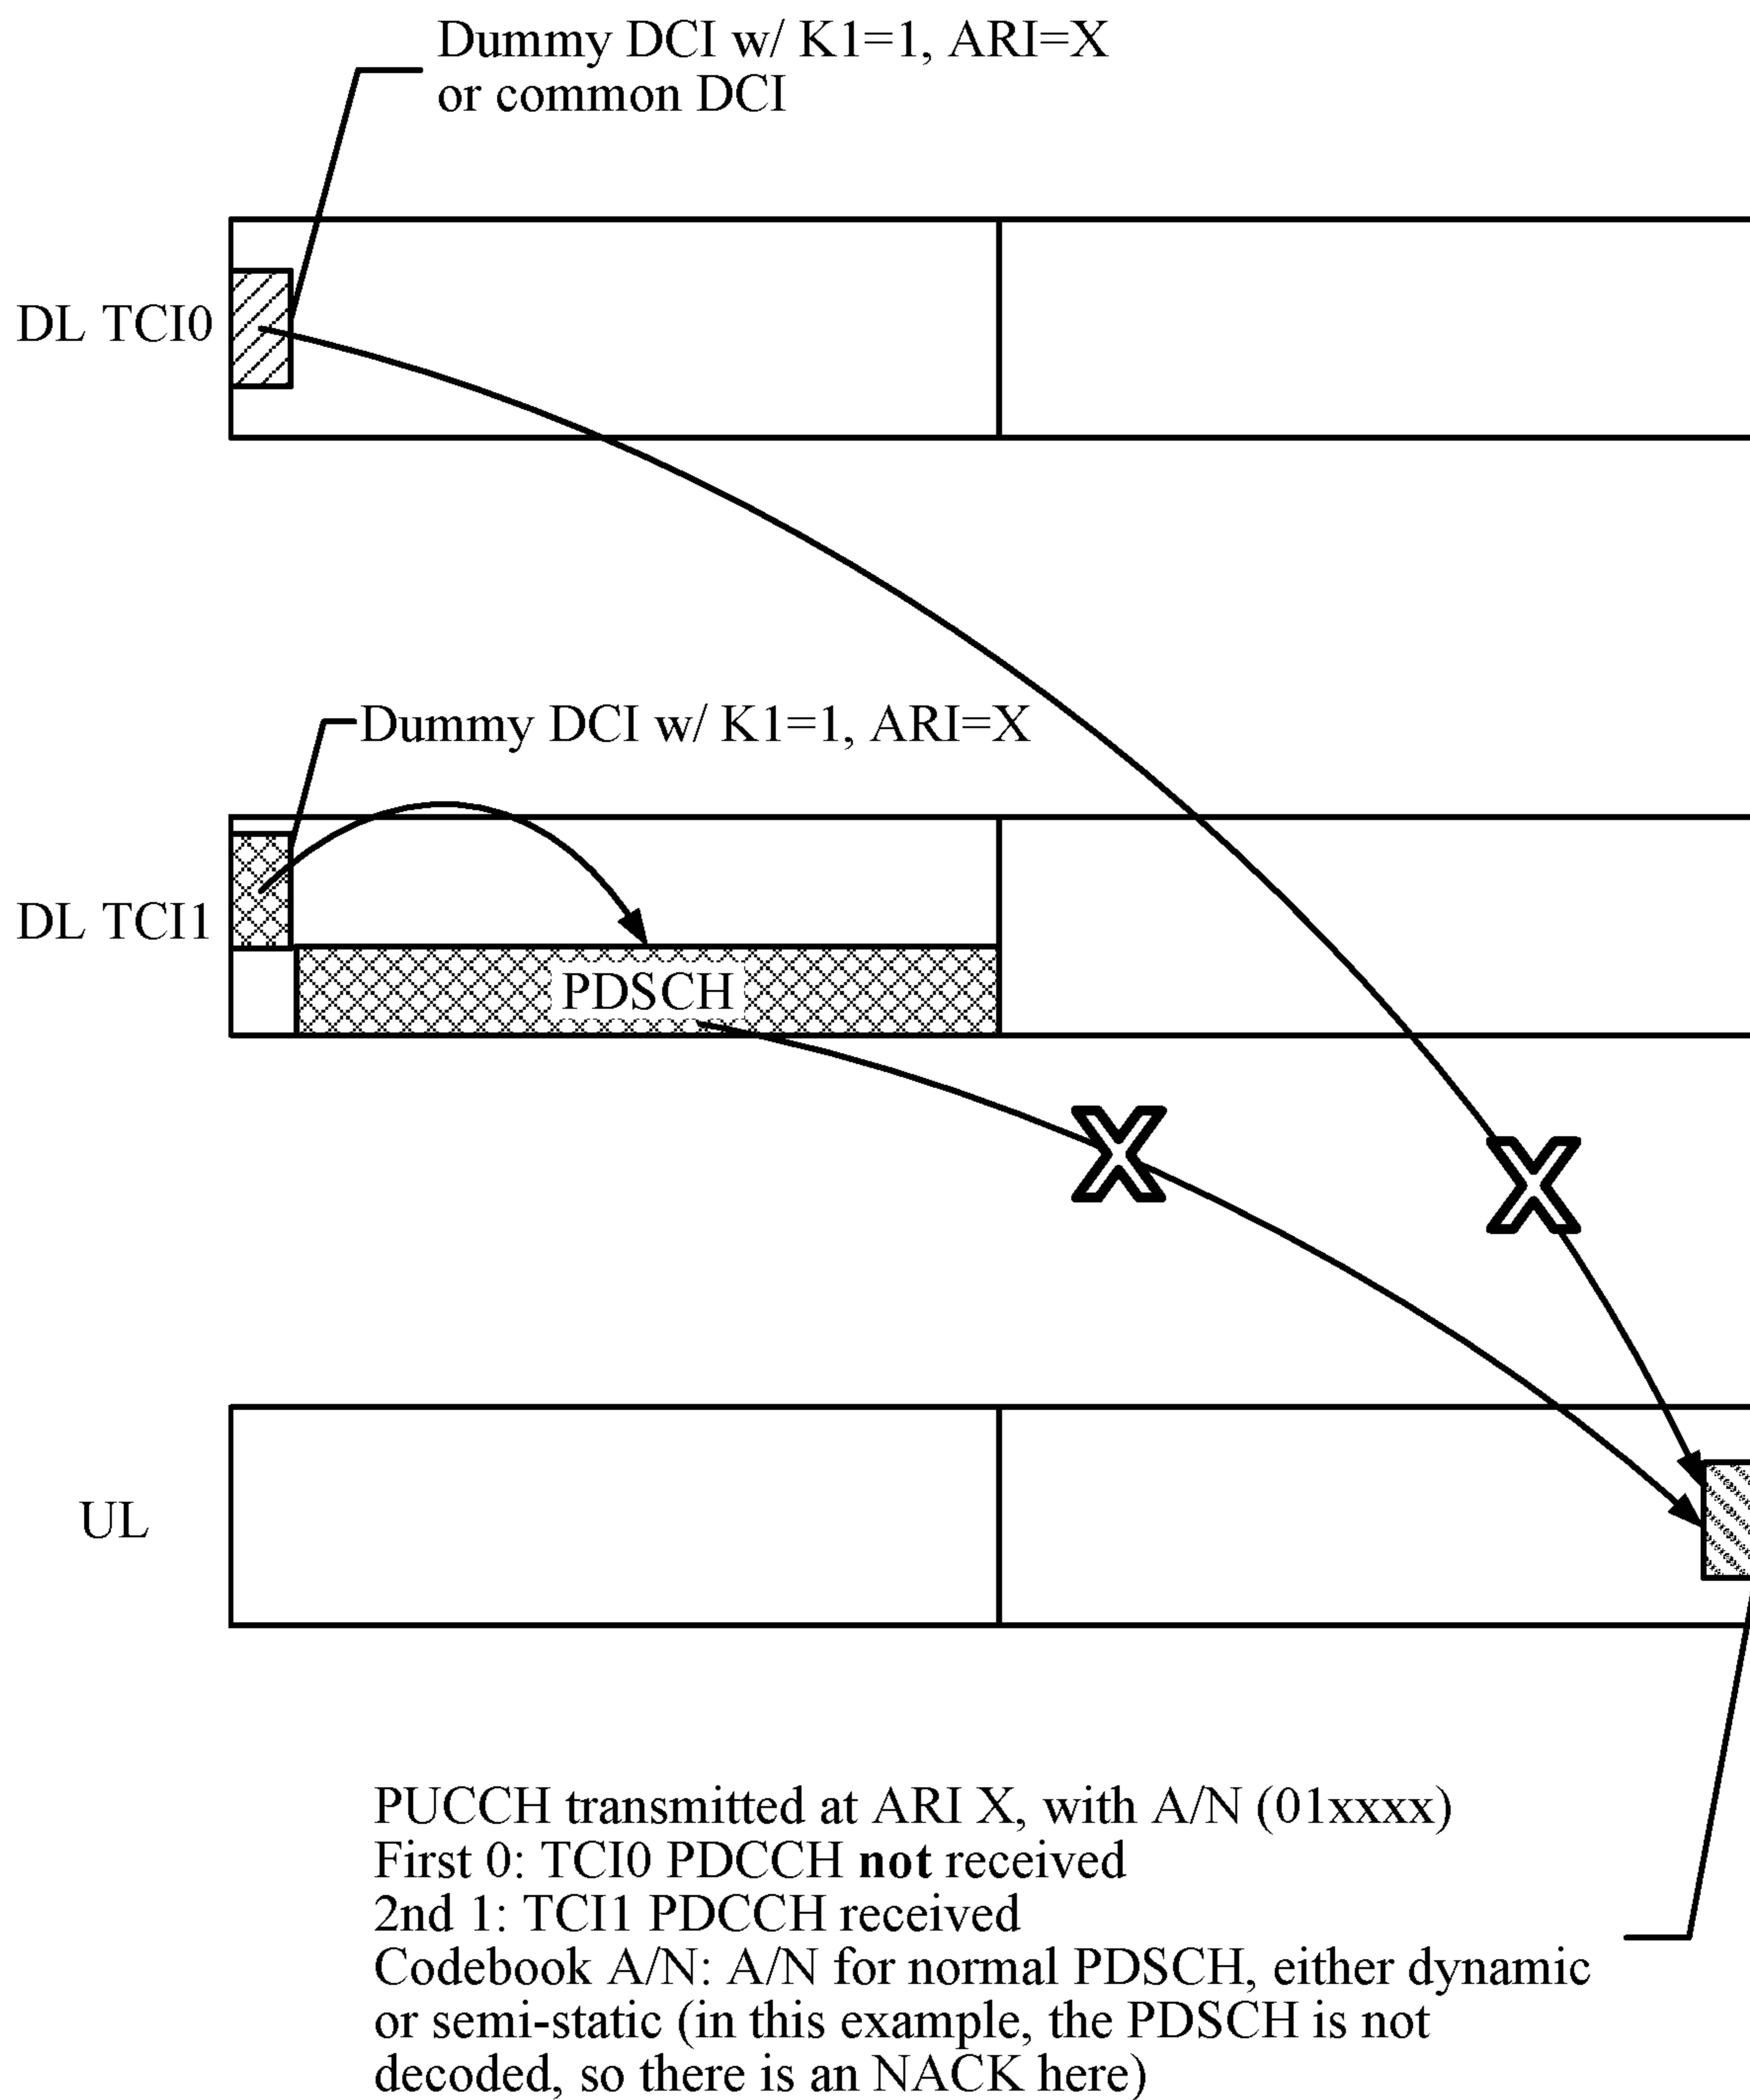 Dummy DCI w/ K1=1, ARI=X
or common DCI
DL TCI0
Dummy DCI w/ K1=1, ARI=X
DL TCI1
PDSCH
X
X
UL
PUCCH transmitted at ARI X, with A/N (01xxxx)
First 0: TCI0 PDCCH not received
2nd 1: TCI1 PDCCH received
Codebook A/N: A/N for normal PDSCH, either dynamic
or semi-static (in this example, the PDSCH is not
decoded, so there is an NACK here)